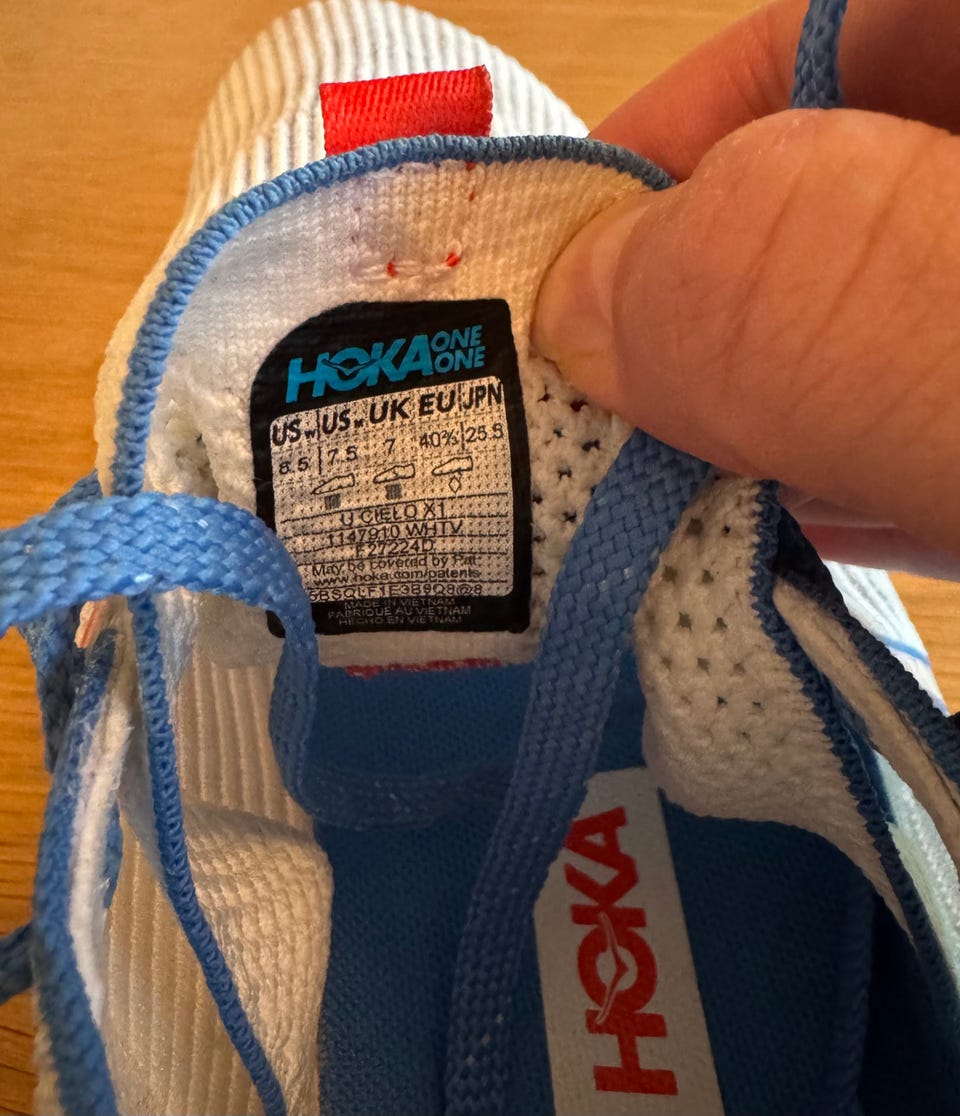 HOKA ONE ONE
US W US M UK EU JPN
8.5 7.5 7 40⅔ 25.5
U CIELO X1
1147910 WHTV
F27224D
May be covered by Pat.
www.hoka.com/patents
MADE IN VIETNAM
FABRIQUE AU VIETNAM
HECHO EN VIETNAM
HOKA